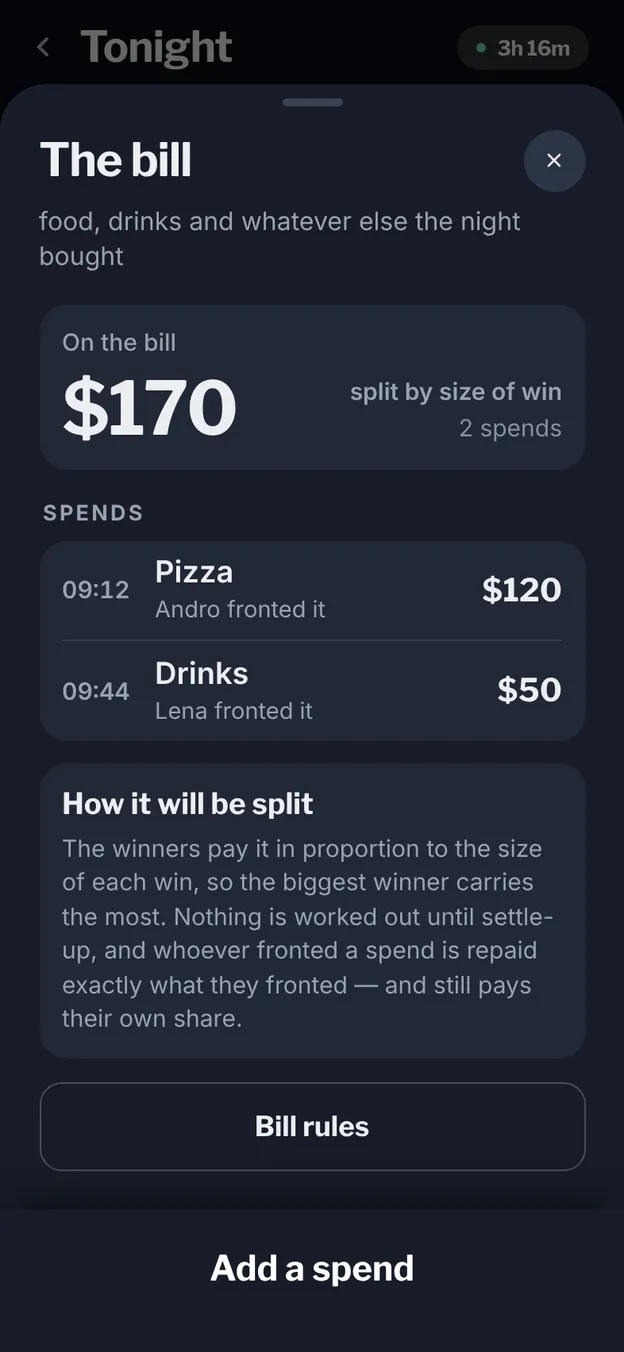 Tonight
3h 16m
The bill
food, drinks and whatever else the night
bought
On the bill
$170
split by size of win
2 spends
SPENDS
09:12
Pizza
Andro fronted it
$120
09:44
Drinks
Lena fronted it
$50
How it will be split
The winners pay it in proportion to the size
of each win, so the biggest winner carries
the most. Nothing is worked out until settle-
up, and whoever fronted a spend is repaid
exactly what they fronted — and still pays
their own share.
Bill rules
Add a spend